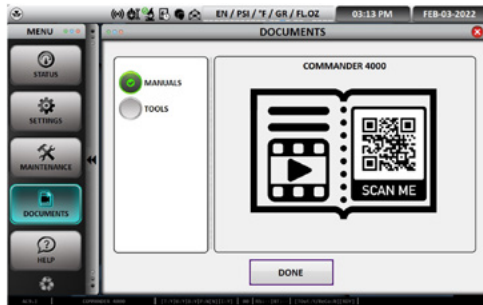 EN / PSI / °F / GR / FL.OZ
03:13 PM
FEB-03-2022
MENU
DOCUMENTS
STATUS
SETTINGS
MAINTENANCE
DOCUMENTS
HELP
MANUALS
TOOLS
COMMANDER 4000
SCAN ME
DONE
COMMANDER 4000